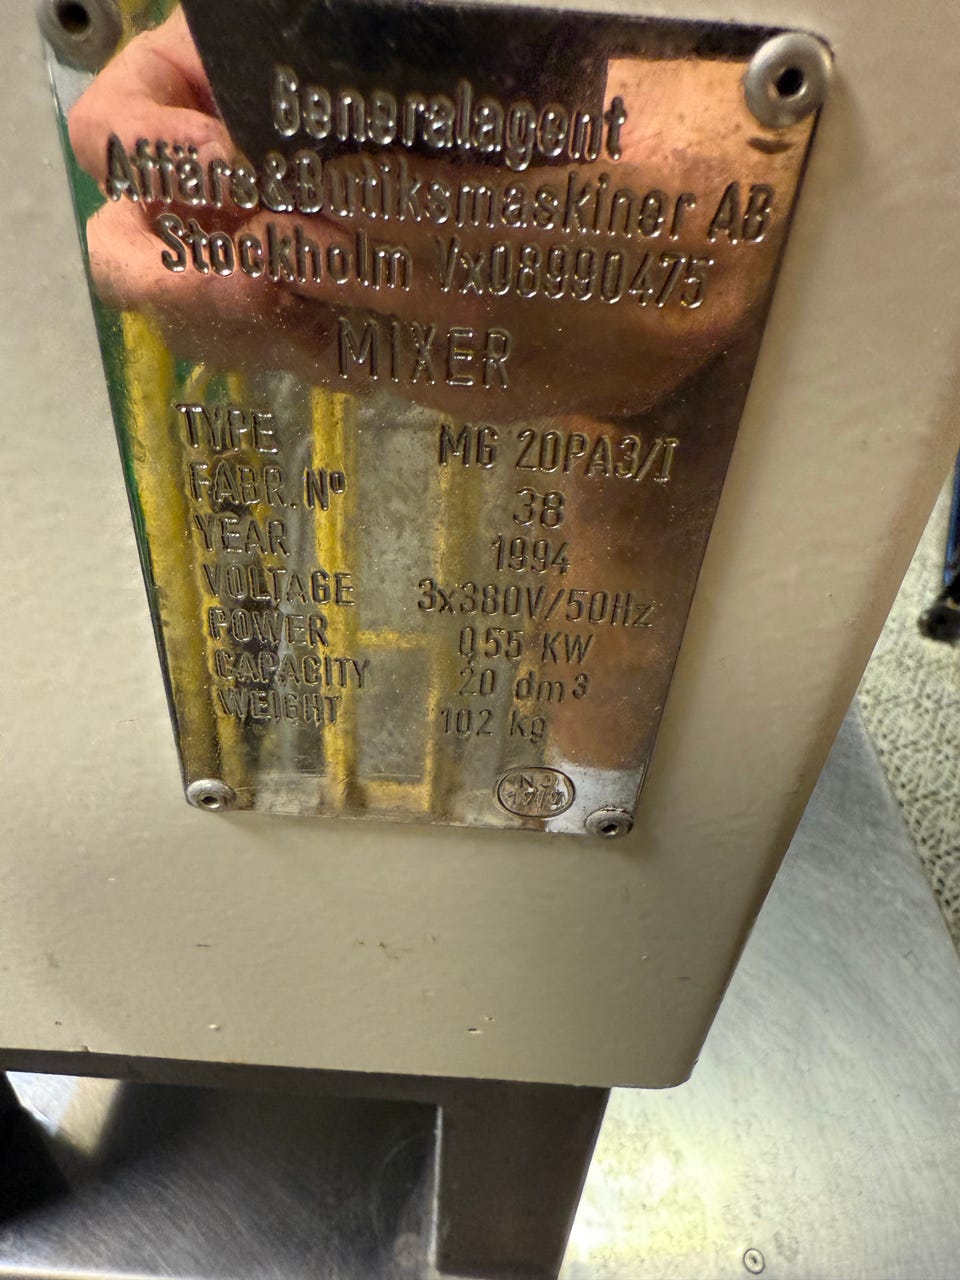 Generalagent
Affärs&Butiksmaskiner AB
Stockholm Vx08990475
MIXER
TYPE MG 20PA3/I
FABR. Nº 38
YEAR 1994
VOLTAGE 3x380V/50Hz
POWER 0,55 KW
CAPACITY 20 dm³
WEIGHT 102 kg